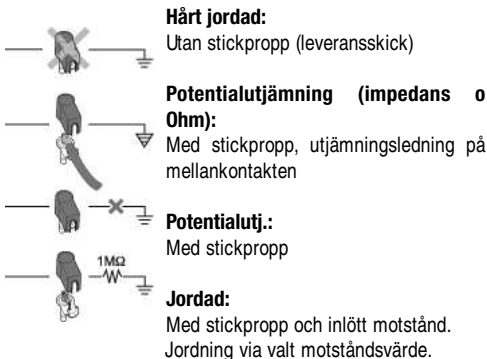 Hårt jordad:
Utan stickpropp (leveransskick)
Potentialutjämning (impedans o
Ohm):
Med stickpropp, utjämningsledning på
mellankontakten
Potentialutj.:
Med stickpropp
1MΩ
Jordad:
Med stickpropp och inlött motstånd.
Jordning via valt motståndsvärde.